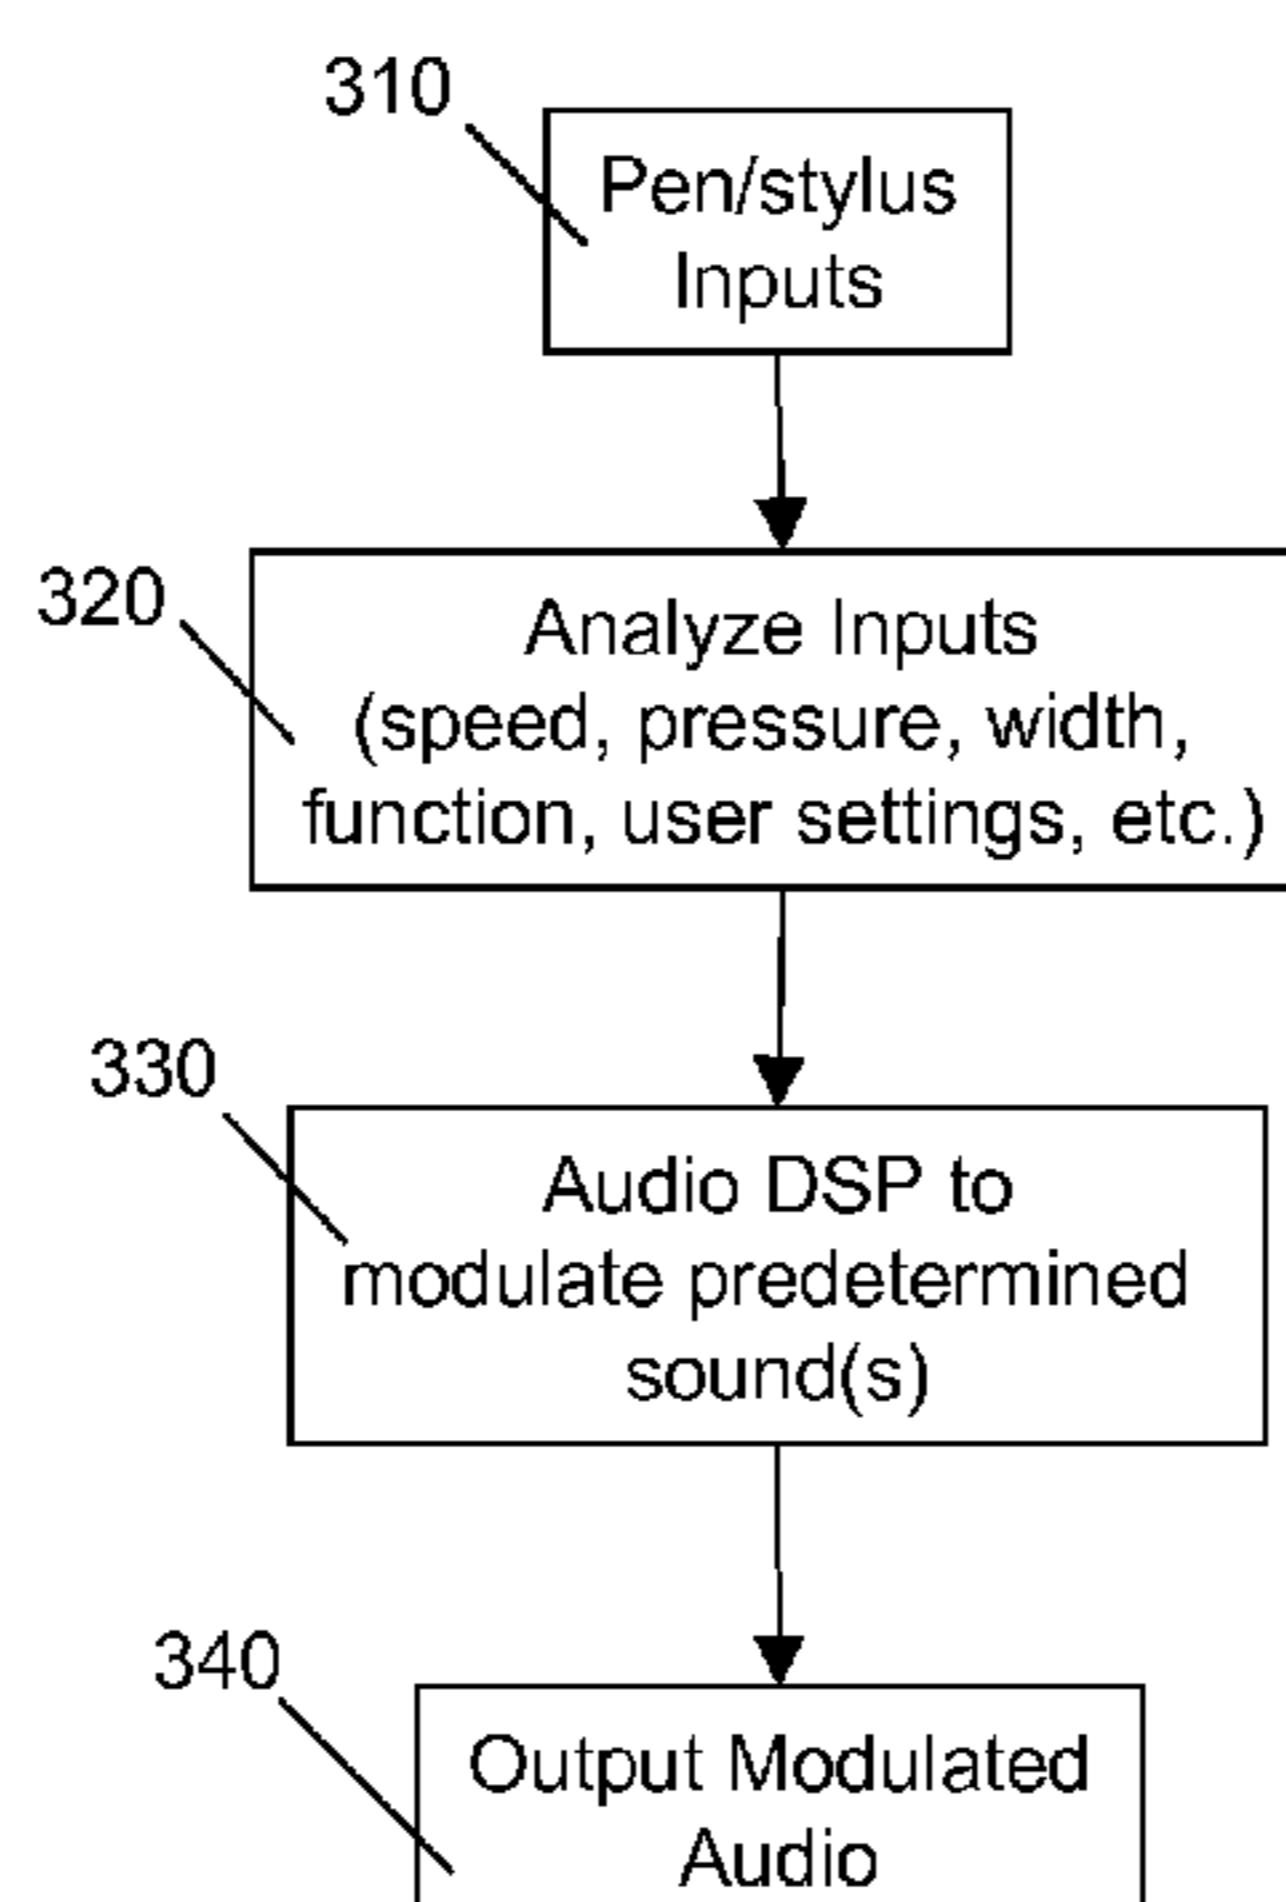 310
Pen/stylus
Inputs
320
Analyze Inputs
(speed, pressure, width,
function, user settings, etc.)
330
Audio DSP to
modulate predetermined
sound(s)
340
Output Modulated
Audio